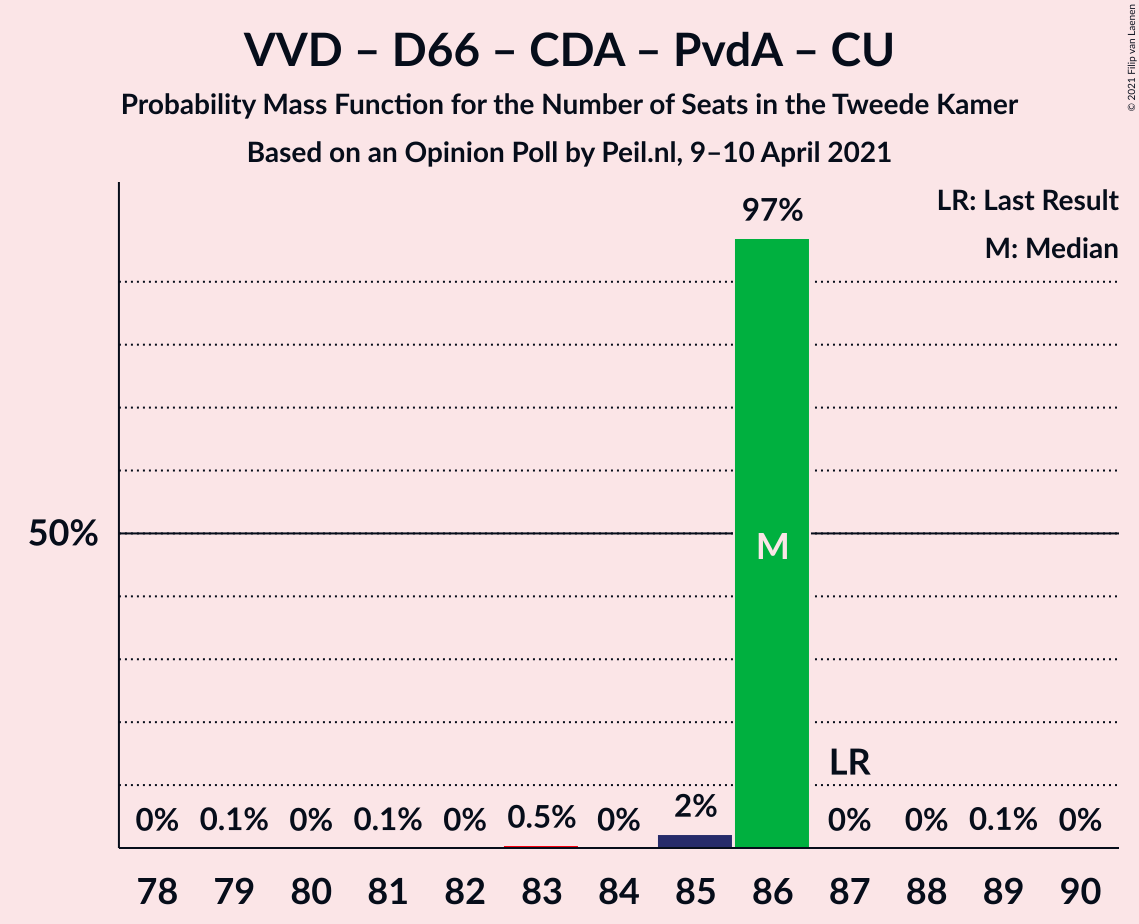 VVD – D66 – CDA – PvdA – CU
Probability Mass Function for the Number of Seats in the Tweede Kamer
Based on an Opinion Poll by Peil.nl, 9–10 April 2021
© 2021 Filip van Laenen
LR: Last Result
M: Median
97%
50%
M
LR
0% 0.1% 0% 0.1% 0% 0.5% 0% 2% 0% 0% 0.1% 0%
78 79 80 81 82 83 84 85 86 87 88 89 90